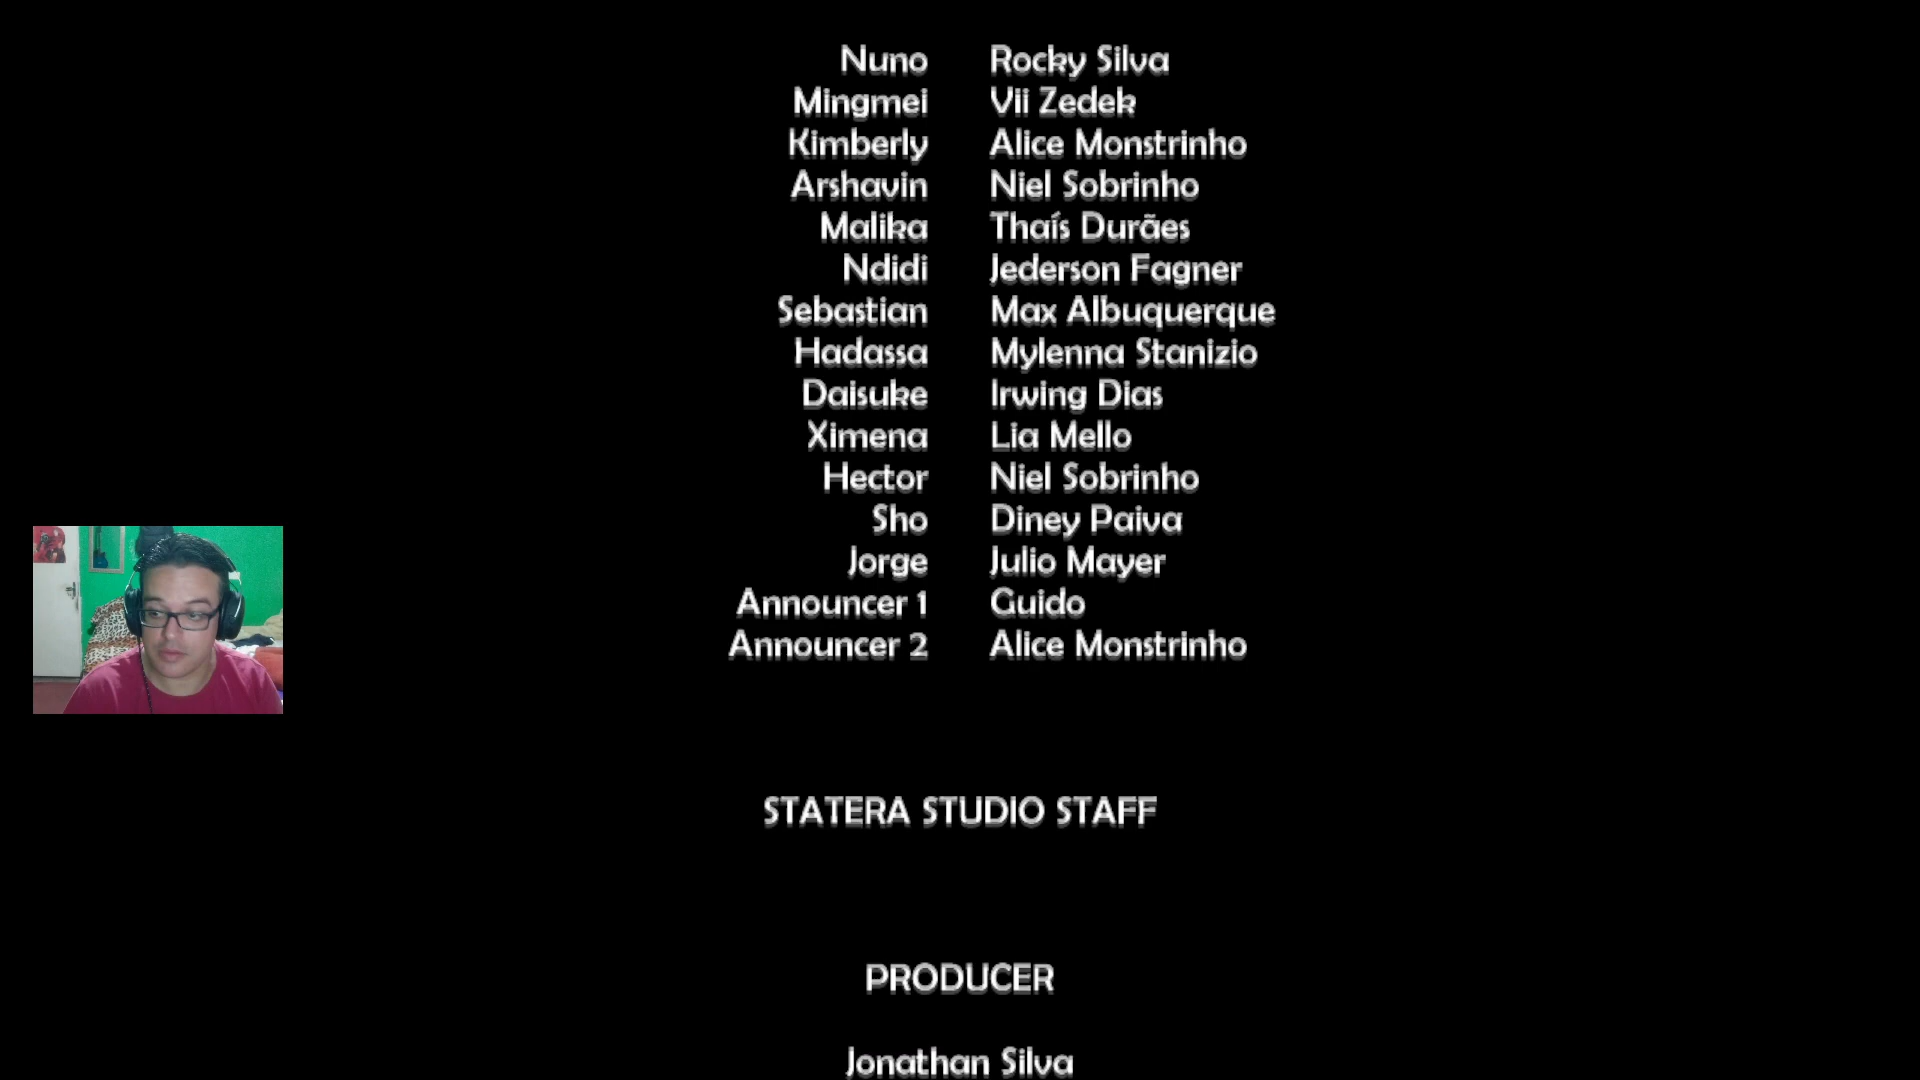 Nuno Rocky Silva
Mingmei Vii Zedek
Kimberly Alice Monstrinho
Arshavin Niel Sobrinho
Malika Thaís Durães
Ndidi Jederson Fagner
Sebastian Max Albuquerque
Hadassa Mylenna Stanizio
Daisuke Irwing Dias
Ximena Lia Mello
Hector Niel Sobrinho
Sho Diney Paiva
Jorge Julio Mayer
Announcer 1 Guido
Announcer 2 Alice Monstrinho
STATERA STUDIO STAFF
PRODUCER
Jonathan Silva